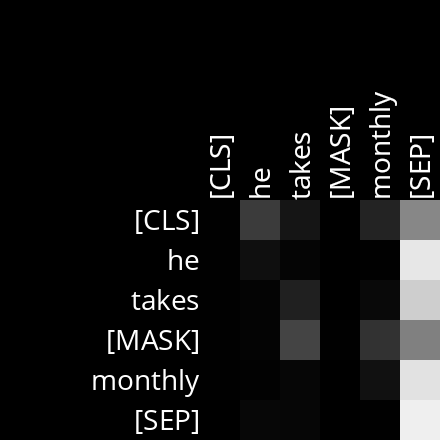 [CLS]
he
takes
[MASK]
monthly
[SEP]
[CLS]
he
takes
[MASK]
monthly
[SEP]